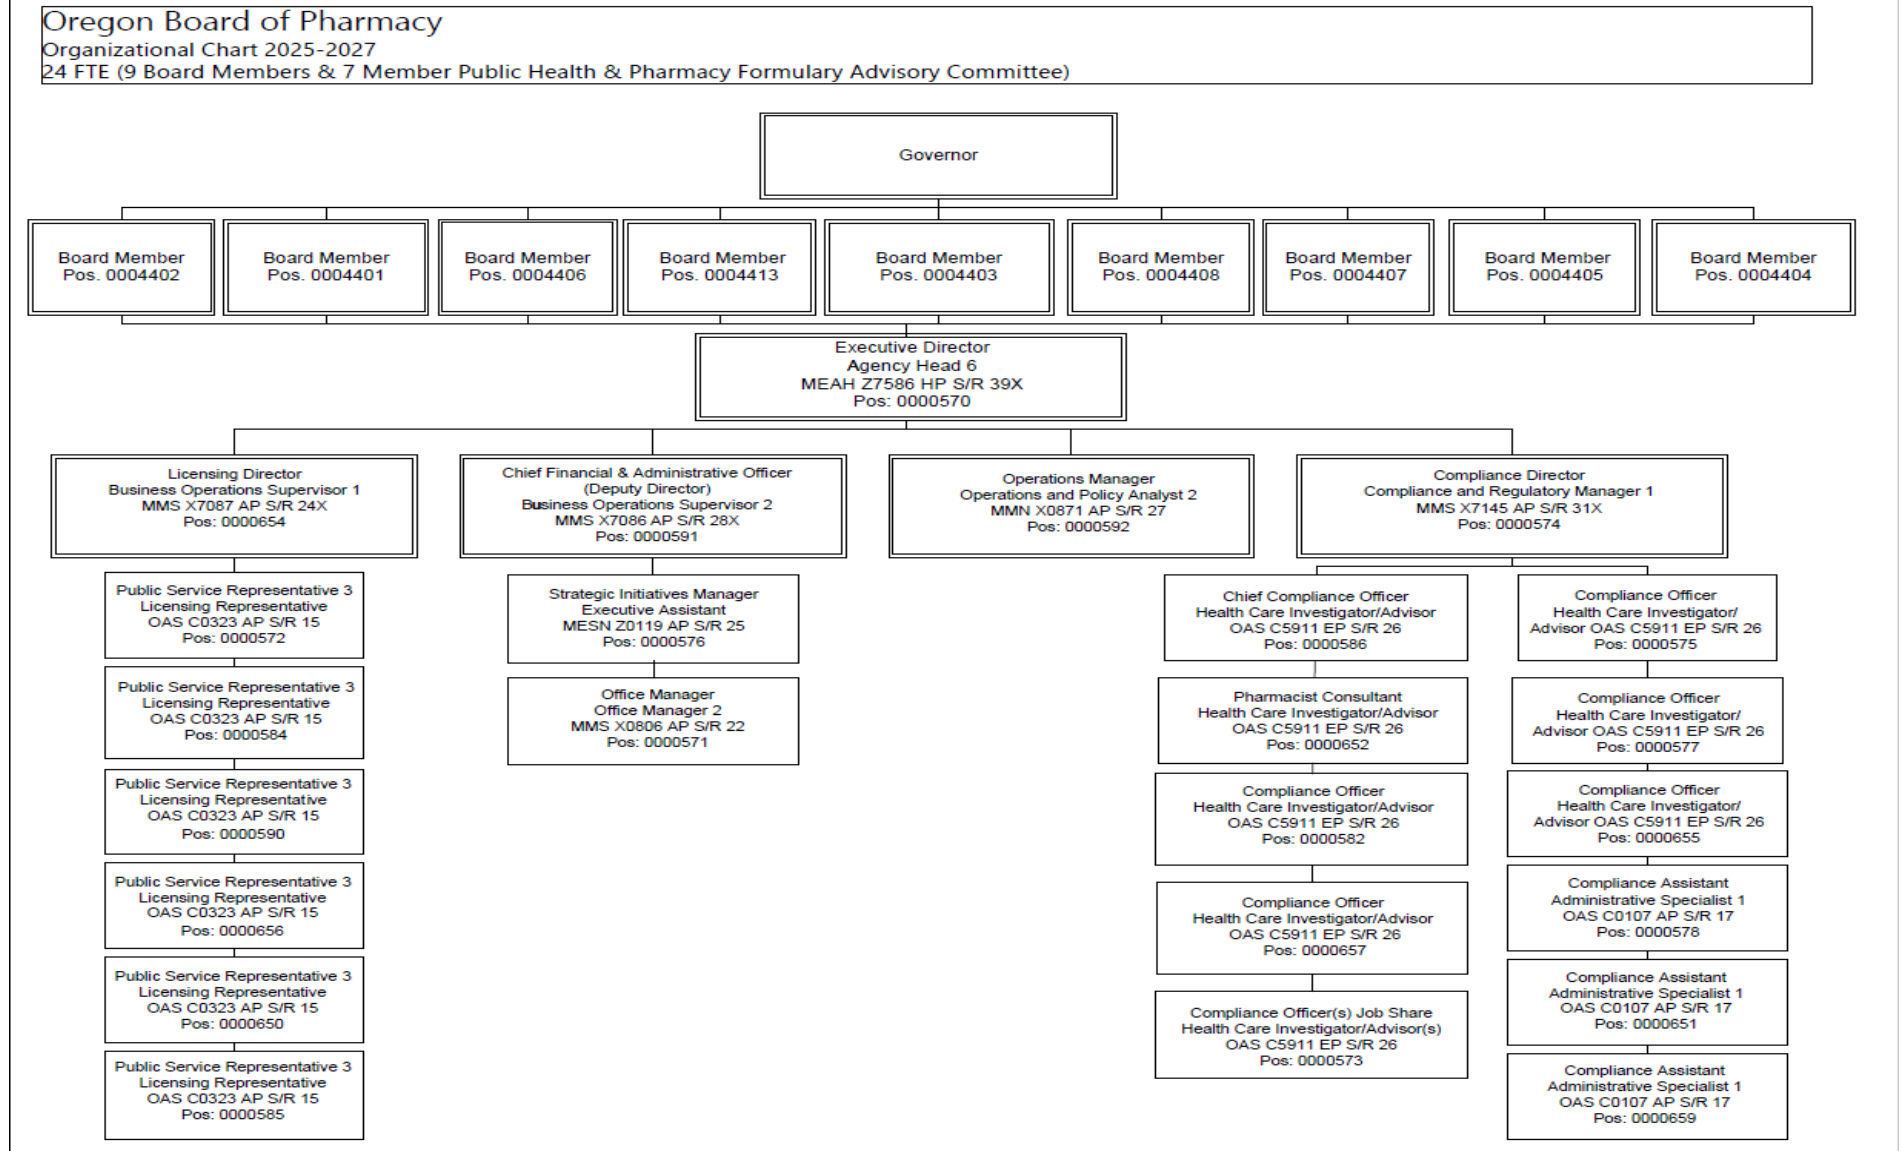 Oregon Board of Pharmacy
Organizational Chart 2025-2027
24 FTE (9 Board Members & 7 Member Public Health & Pharmacy Formulary Advisory Committee)
Governor
Board Member
Pos. 0004402
Board Member
Pos. 0004401
Board Member
Pos. 0004406
Board Member
Pos. 0004413
Board Member
Pos. 0004403
Board Member
Pos. 0004408
Board Member
Pos. 0004407
Board Member
Pos. 0004405
Board Member
Pos. 0004404
Executive Director
Agency Head 6
MEAH Z7586 HP S/R 39X
Pos: 0000570
Licensing Director
Business Operations Supervisor 1
MMS X7087 AP S/R 24X
Pos: 0000654
Chief Financial & Administrative Officer
(Deputy Director)
Business Operations Supervisor 2
MMS X7086 AP S/R 28X
Pos: 0000591
Operations Manager
Operations and Policy Analyst 2
MMN X0871 AP S/R 27
Pos: 0000592
Compliance Director
Compliance and Regulatory Manager 1
MMS X7145 AP S/R 31X
Pos: 0000574
Public Service Representative 3
Licensing Representative
OAS C0323 AP S/R 15
Pos: 0000572
Public Service Representative 3
Licensing Representative
OAS C0323 AP S/R 15
Pos: 0000584
Public Service Representative 3
Licensing Representative
OAS C0323 AP S/R 15
Pos: 0000590
Public Service Representative 3
Licensing Representative
OAS C0323 AP S/R 15
Pos: 0000656
Public Service Representative 3
Licensing Representative
OAS C0323 AP S/R 15
Pos: 0000650
Public Service Representative 3
Licensing Representative
OAS C0323 AP S/R 15
Pos: 0000585
Strategic Initiatives Manager
Executive Assistant
MESN Z0119 AP S/R 25
Pos: 0000576
Office Manager
Office Manager 2
MMS X0806 AP S/R 22
Pos: 0000571
Chief Compliance Officer
Health Care Investigator/Advisor
OAS C5911 EP S/R 26
Pos: 0000586
Pharmacist Consultant
Health Care Investigator/Advisor
OAS C5911 EP S/R 26
Pos: 0000652
Compliance Officer
Health Care Investigator/Advisor
OAS C5911 EP S/R 26
Pos: 0000582
Compliance Officer
Health Care Investigator/Advisor
OAS C5911 EP S/R 26
Pos: 0000657
Compliance Officer(s) Job Share
Health Care Investigator/Advisor(s)
OAS C5911 EP S/R 26
Pos: 0000573
Compliance Officer
Health Care Investigator/
Advisor OAS C5911 EP S/R 26
Pos: 0000575
Compliance Officer
Health Care Investigator/
Advisor OAS C5911 EP S/R 26
Pos: 0000577
Compliance Officer
Health Care Investigator/
Advisor OAS C5911 EP S/R 26
Pos: 0000655
Compliance Assistant
Administrative Specialist 1
OAS C0107 AP S/R 17
Pos: 0000578
Compliance Assistant
Administrative Specialist 1
OAS C0107 AP S/R 17
Pos: 0000651
Compliance Assistant
Administrative Specialist 1
OAS C0107 AP S/R 17
Pos: 0000659